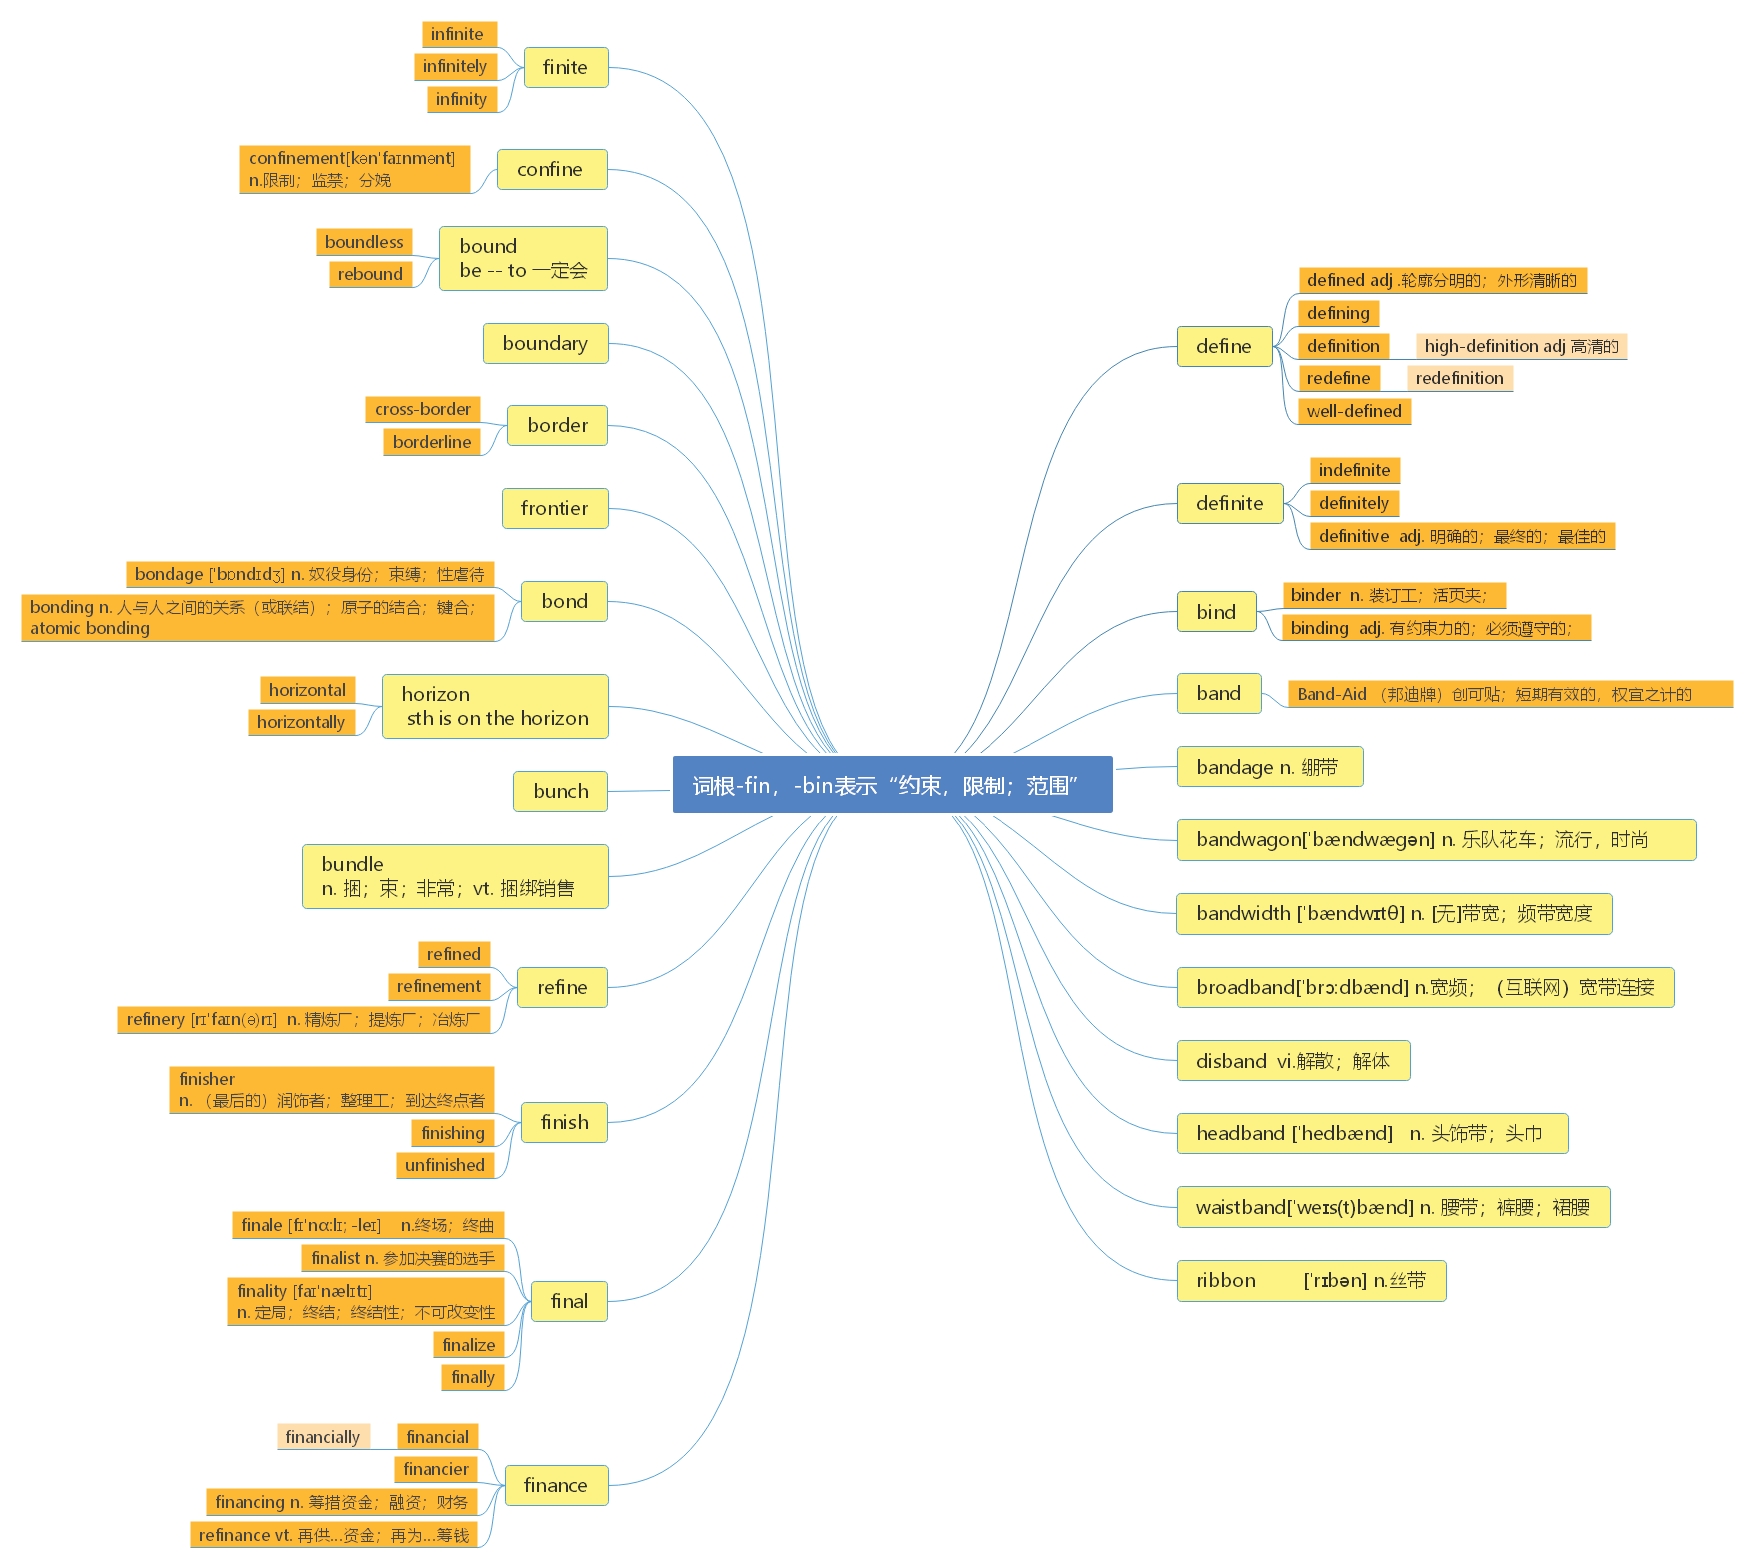 词根-fin，-bin表示“约束，限制；范围”
define
defined adj .轮廓分明的；外形清晰的
defining
definition
high-definition adj 高清的
redefine
redefinition
well-defined
definite
indefinite
definitely
definitive  adj. 明确的；最终的；最佳的
bind
binder  n. 装订工；活页夹；
binding  adj. 有约束力的；必须遵守的；
band
Band-Aid （邦迪牌）创可贴；短期有效的，权宜之计的
bandage n. 绷带
bandwagon['bændwægən] n. 乐队花车；流行，时尚
bandwidth ['bændwɪtθ] n. [无]带宽；频带宽度
broadband['brɔ:dbænd] n.宽频；（互联网）宽带连接
disband  vi.解散；解体
headband ['hedbænd]   n. 头饰带；头巾
waistband['weɪs(t)bænd] n. 腰带；裤腰；裙腰
ribbon        ['rɪbən] n.丝带
finite
infinite
infinitely
infinity
confine
confinement[kən'faɪnmənt]
n.限制；监禁；分娩
bound
be -- to 一定会
boundless
rebound
boundary
border
cross-border
borderline
frontier
bond
bondage ['bɒndɪdʒ] n. 奴役身份；束缚；性虐待
bonding n. 人与人之间的关系（或联结）；原子的结合；键合；
atomic bonding
horizon
sth is on the horizon
horizontal
horizontally
bunch
bundle
n. 捆；束；非常；vt. 捆绑销售
refine
refined
refinement
refinery [rɪ'faɪn(ə)rɪ]  n. 精炼厂；提炼厂；冶炼厂
finish
finisher
n. （最后的）润饰者；整理工；到达终点者
finishing
unfinished
final
finale [fɪ'nɑ:lɪ; -leɪ]    n.终场；终曲
finalist n. 参加决赛的选手
finality [faɪ'nælɪtɪ]
n. 定局；终结；终结性；不可改变性
finalize
finally
finance
financial
financially
financier
financing n. 筹措资金；融资；财务
refinance vt. 再供...资金；再为...筹钱